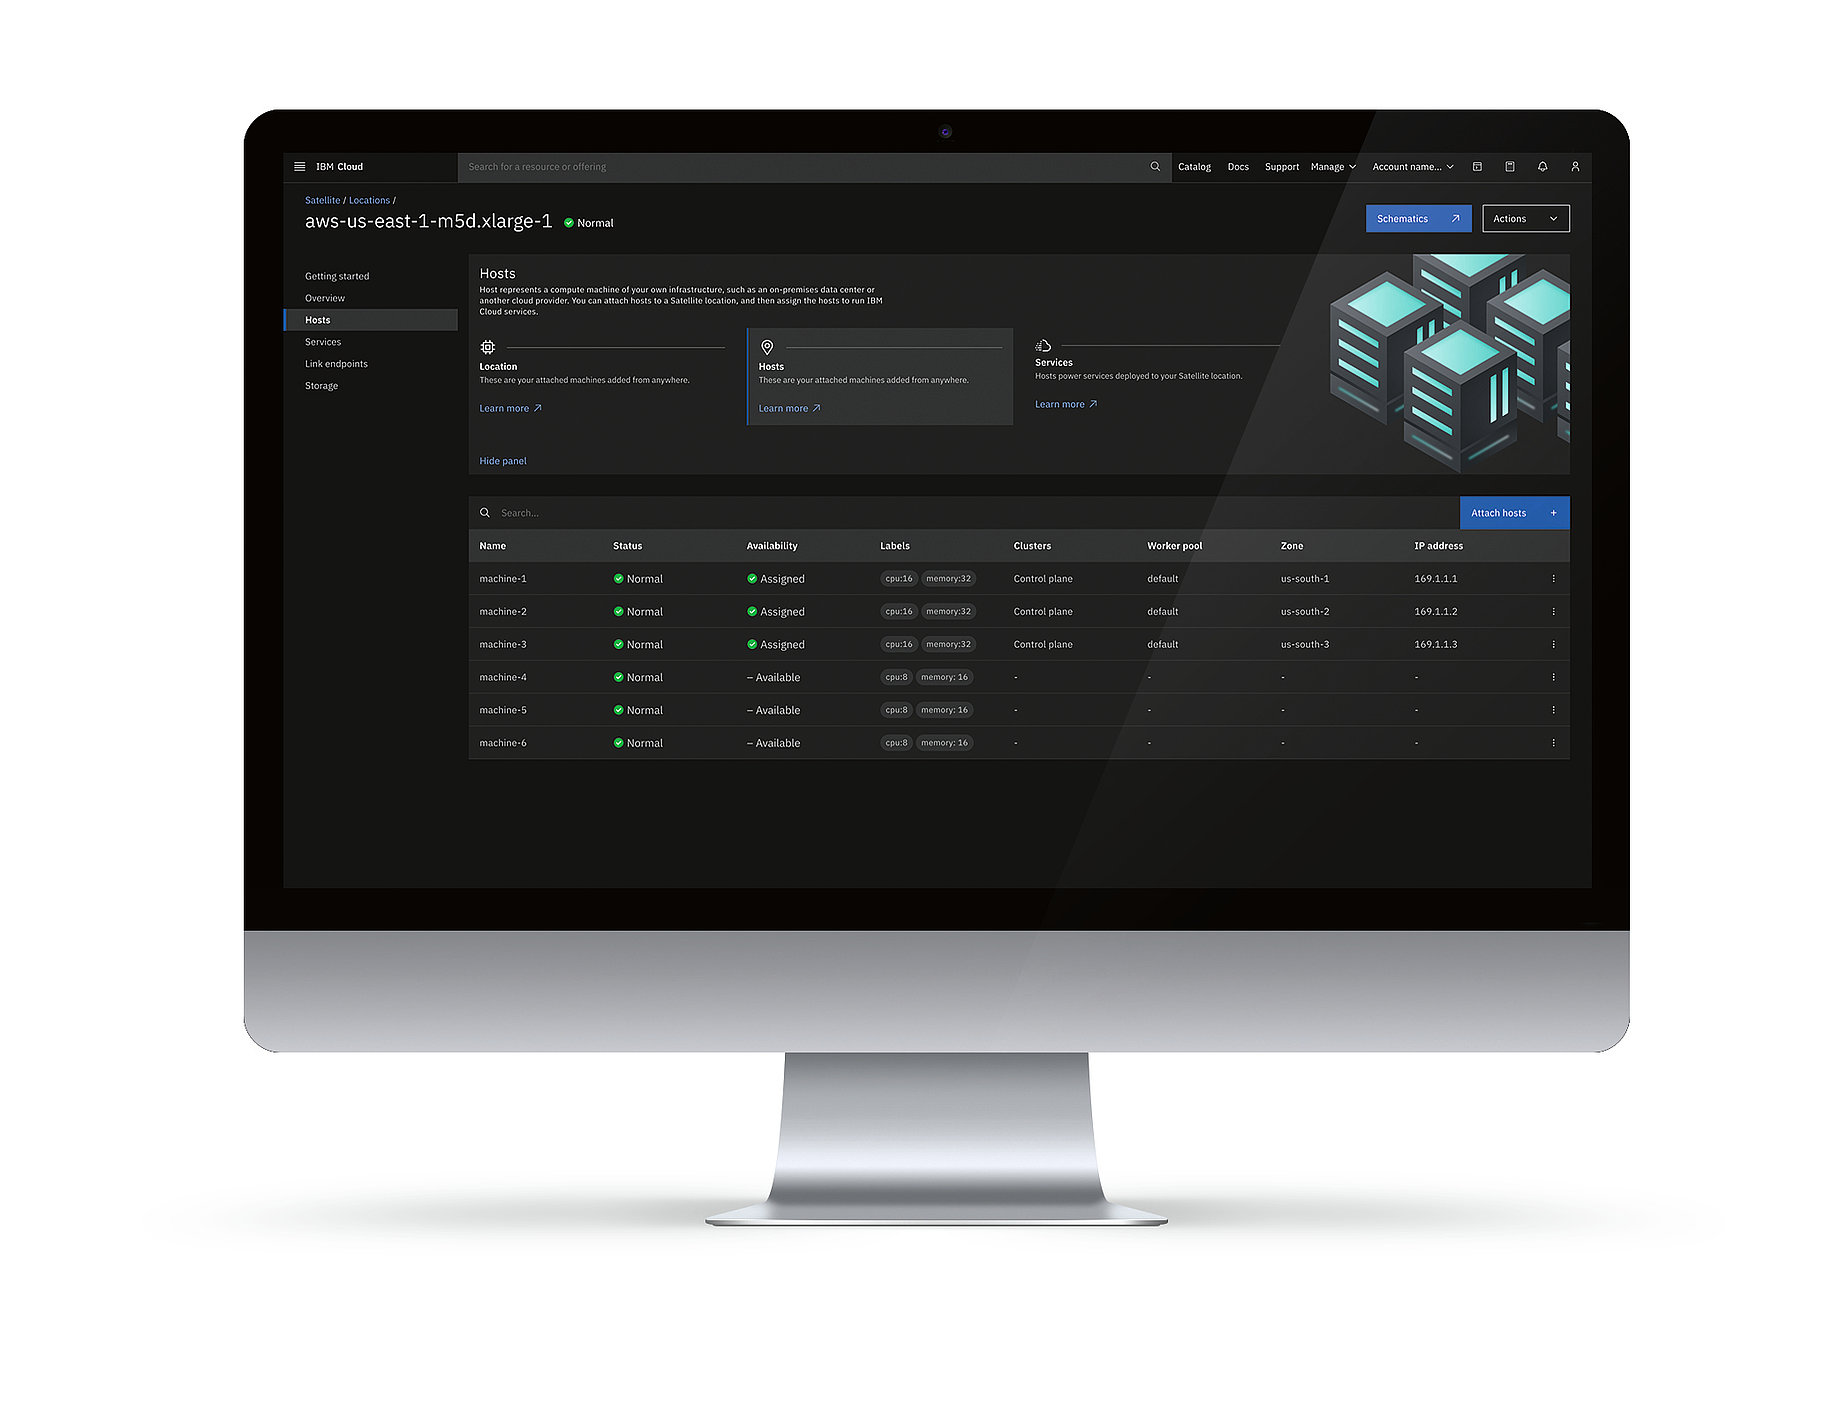 IBM Cloud
Search for a resource or offering
Catalog
Docs
Support
Manage
Account name...
Satellite / Locations /
aws-us-east-1-m5d.xlarge-1
Normal
Schematics
Actions
Getting started
Overview
Hosts
Services
Link endpoints
Storage
Hosts
Host represents a compute machine of your own infrastructure, such as an on-premises data center or
another cloud provider. You can attach hosts to a Satellite location, and then assign the hosts to run IBM
Cloud services.
Location
These are your attached machines added from anywhere.
Learn more
Hosts
These are your attached machines added from anywhere.
Learn more
Services
Hosts power services deployed to your Satellite location.
Learn more
Hide panel
Search...
Attach hosts +
Name Status Availability Labels Clusters Worker pool Zone IP address
machine-1 Normal Assigned cpu:16 memory:32 Control plane default us-south-1 169.1.1.1
machine-2 Normal Assigned cpu:16 memory:32 Control plane default us-south-2 169.1.1.2
machine-3 Normal Assigned cpu:16 memory:32 Control plane default us-south-3 169.1.1.3
machine-4 Normal – Available cpu:8 memory: 16 - - - -
machine-5 Normal – Available cpu:8 memory: 16 - - - -
machine-6 Normal – Available cpu:8 memory: 16 - - - -